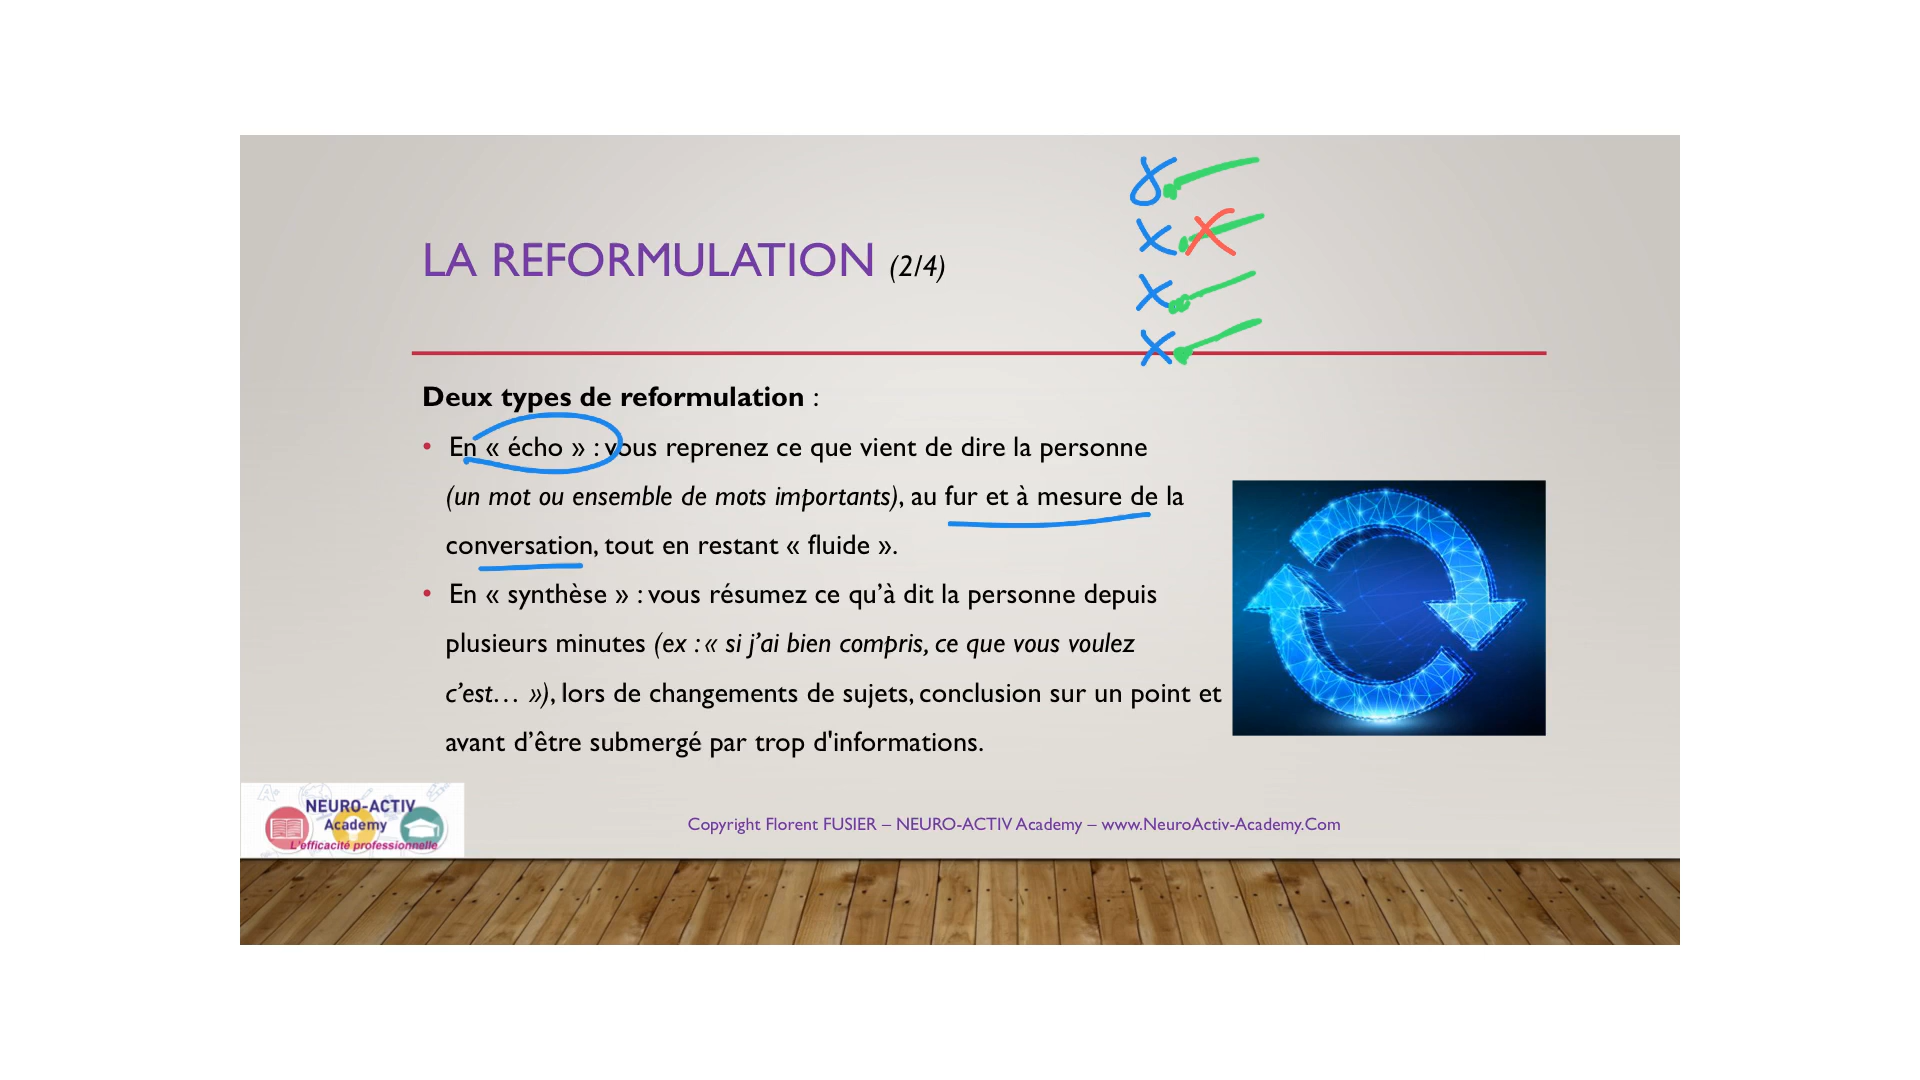 LA REFORMULATION (2/4)
Deux types de reformulation :
• En « écho » : vous reprenez ce que vient de dire la personne
(un mot ou ensemble de mots importants), au fur et à mesure de la
conversation, tout en restant « fluide ».
• En « synthèse » : vous résumez ce qu’à dit la personne depuis
plusieurs minutes (ex : « si j’ai bien compris, ce que vous voulez
c’est… »), lors de changements de sujets, conclusion sur un point et
avant d’être submergé par trop d'informations.
NEURO-ACTIV
Academy
L'efficacité professionnelle
Copyright Florent FUSIER – NEURO-ACTIV Academy – www.NeuroActiv-Academy.Com